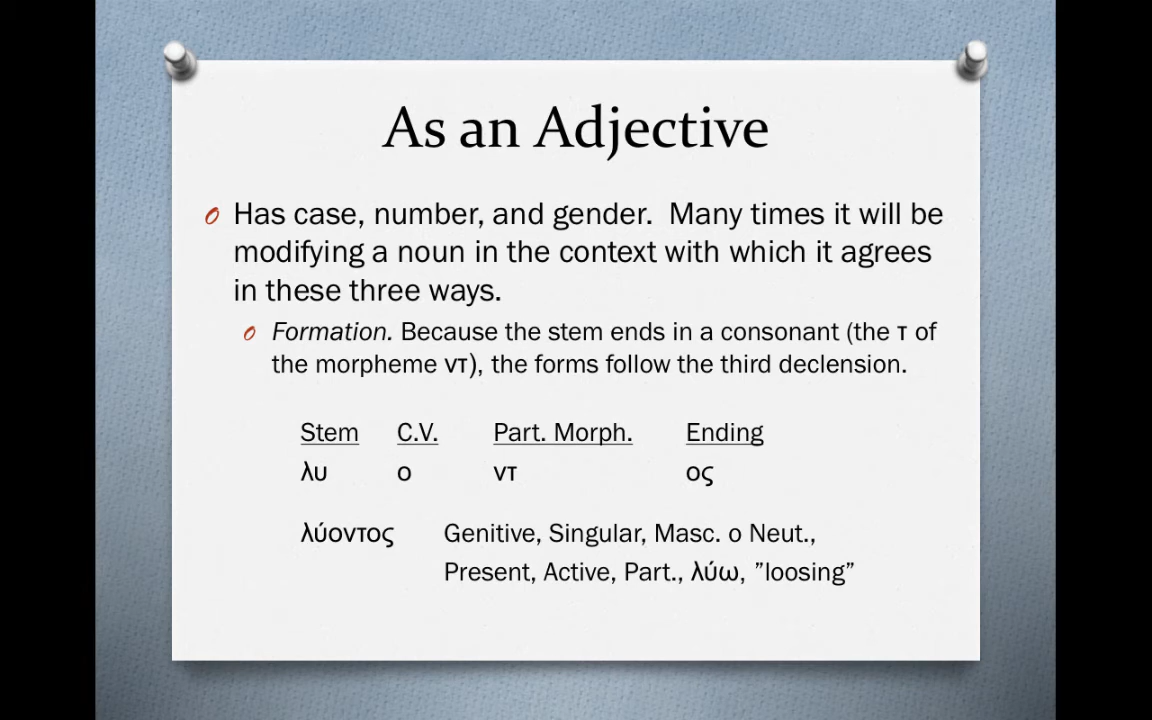 As an Adjective
Has case, number, and gender.  Many times it will be
modifying a noun in the context with which it agrees
in these three ways.
Formation. Because the stem ends in a consonant (the τ of
the morpheme ντ), the forms follow the third declension.
Stem C.V. Part. Morph. Ending
λυ ο ντ ος
λύοντος Genitive, Singular, Masc. o Neut.,
Present, Active, Part., λύω, ”loosing”